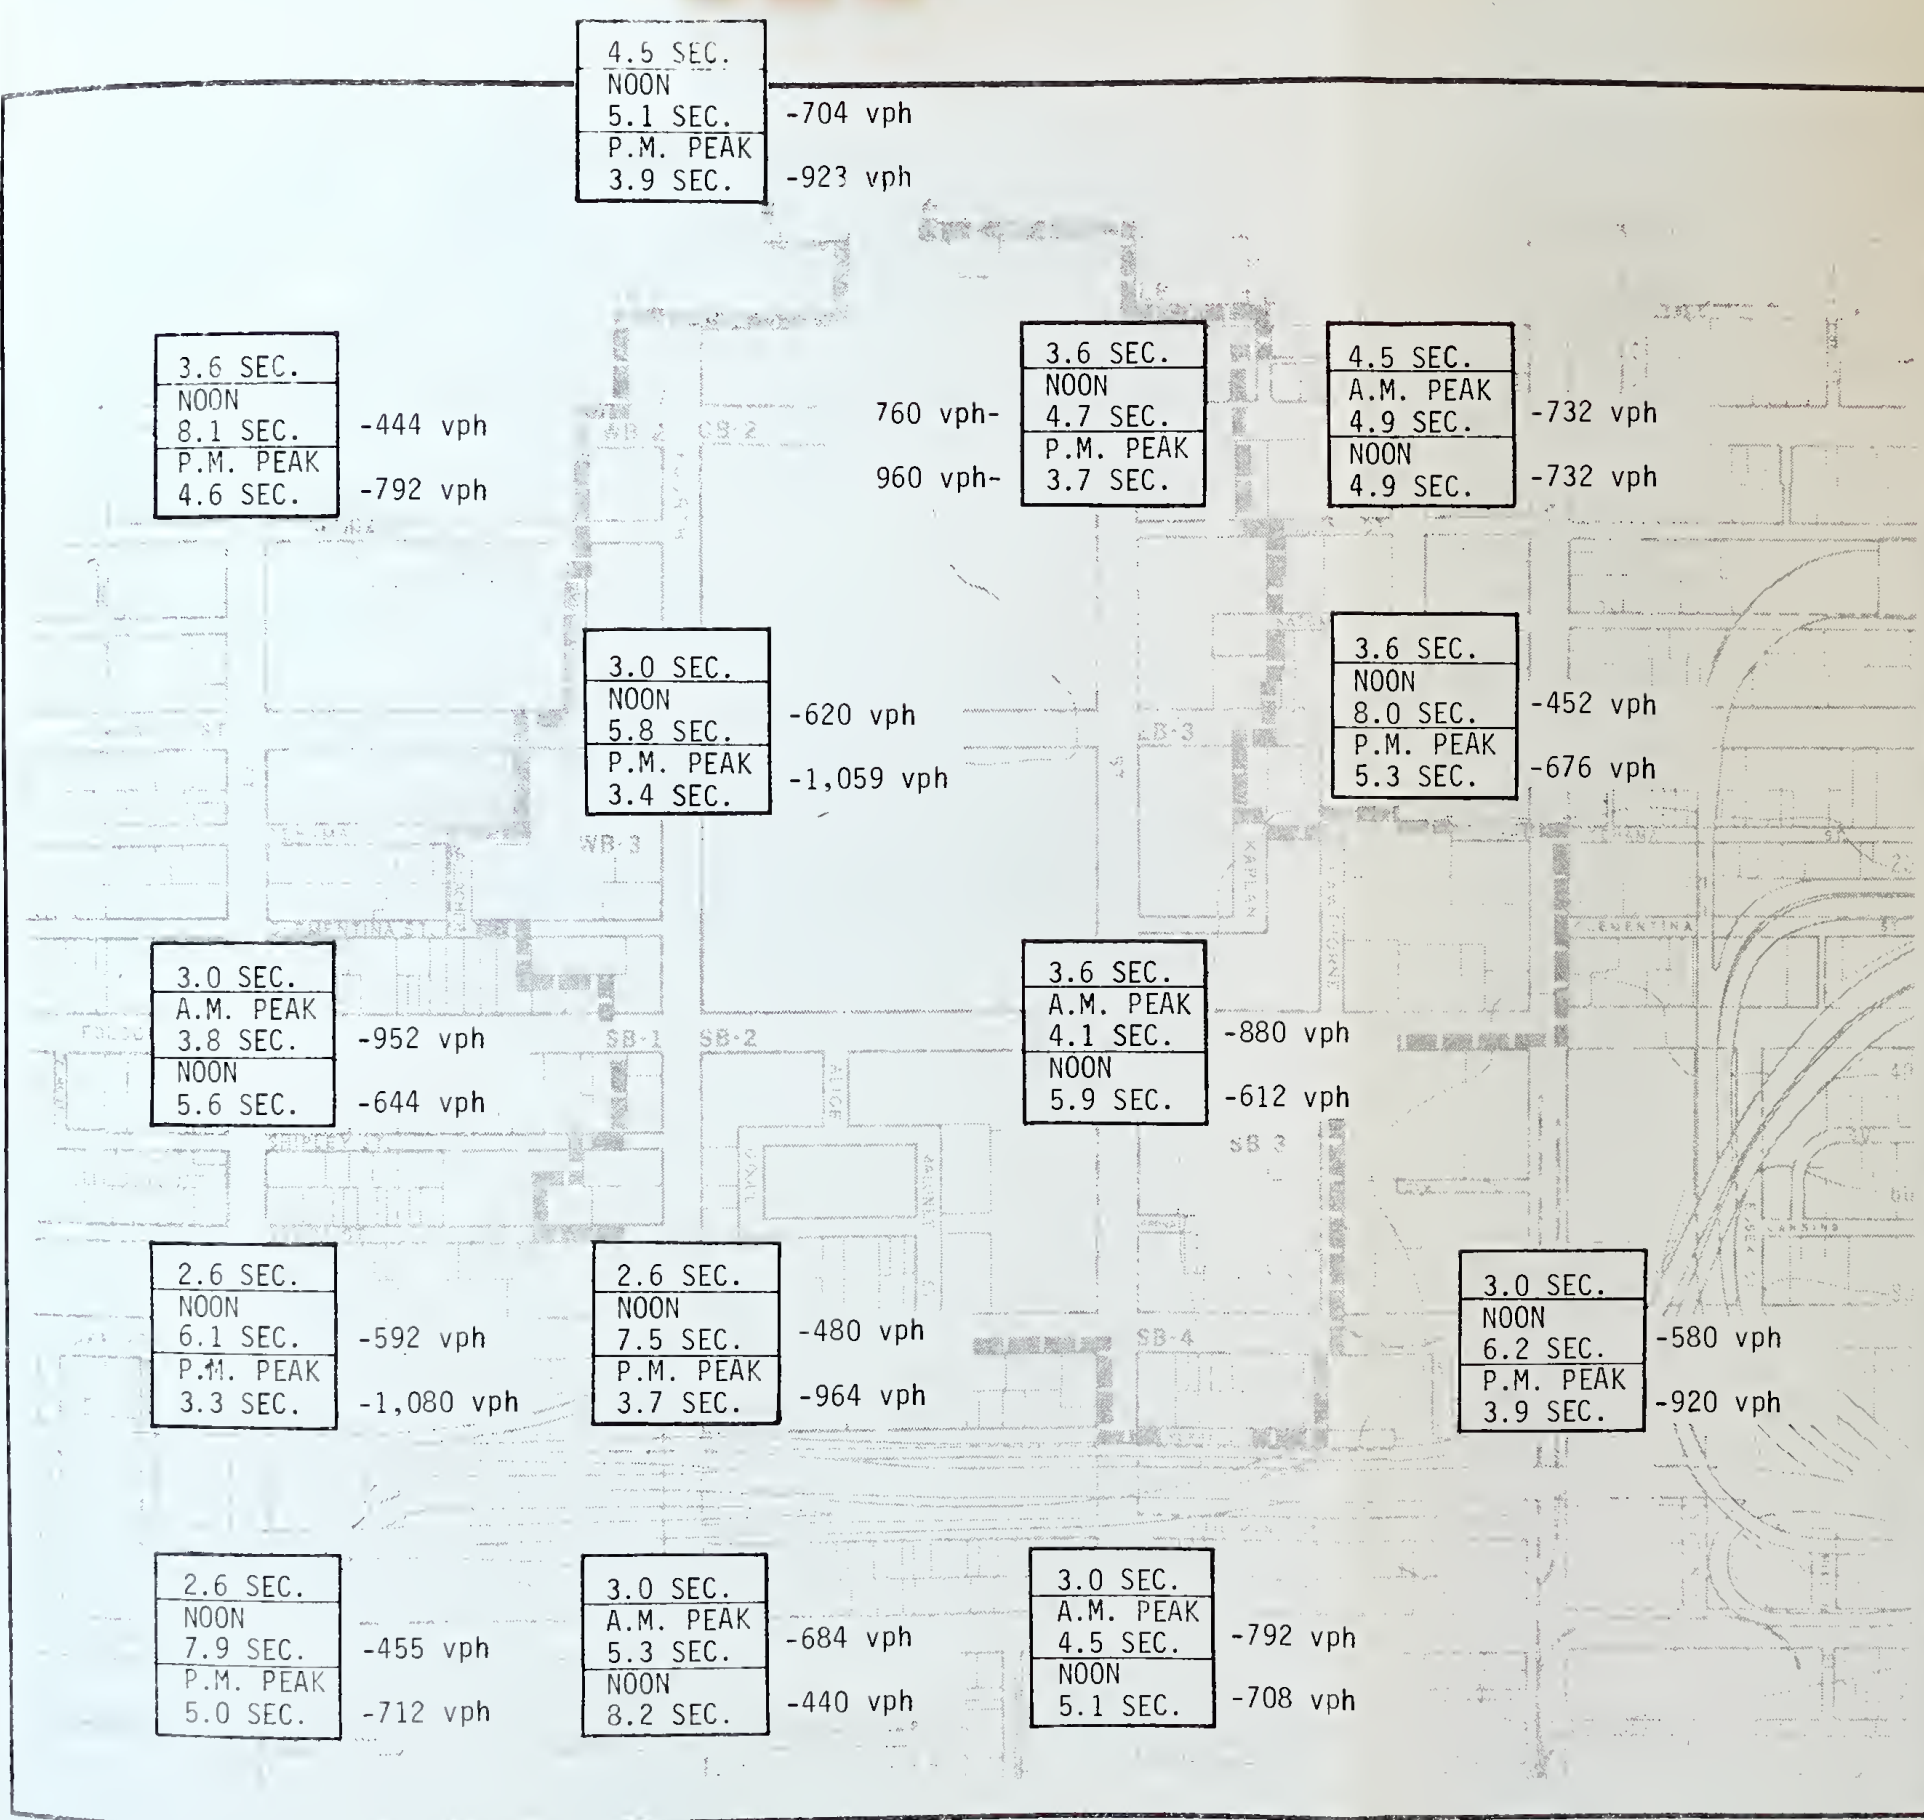 4.5 SEC.
NOON
5.1 SEC. -704 vph
P.M. PEAK
3.9 SEC. -923 vph
3.6 SEC.
NOON
8.1 SEC. -444 vph
P.M. PEAK
4.6 SEC. -792 vph
3.6 SEC.
NOON
760 vph- 4.7 SEC.
P.M. PEAK
960 vph- 3.7 SEC.
4.5 SEC.
A.M. PEAK
4.9 SEC. -732 vph
NOON
4.9 SEC. -732 vph
3.0 SEC.
NOON
5.8 SEC. -620 vph
P.M. PEAK
3.4 SEC. -1,059 vph
3.6 SEC.
NOON
8.0 SEC. -452 vph
P.M. PEAK
5.3 SEC. -676 vph
CB-2
WB-3
KAPLAN
3.0 SEC.
A.M. PEAK
3.8 SEC. -952 vph
NOON
5.6 SEC. -644 vph
SB-1 SB-2
ALICE
3.6 SEC.
A.M. PEAK
4.1 SEC. -880 vph
NOON
5.9 SEC. -612 vph
SB 3
2.6 SEC.
NOON
6.1 SEC. -592 vph
P.M. PEAK
3.3 SEC. -1,080 vph
2.6 SEC.
NOON
7.5 SEC. -480 vph
P.M. PEAK
3.7 SEC. -964 vph
SB-4
3.0 SEC.
NOON
6.2 SEC. -580 vph
P.M. PEAK
3.9 SEC. -920 vph
2.6 SEC.
NOON
7.9 SEC. -455 vph
P.M. PEAK
5.0 SEC. -712 vph
3.0 SEC.
A.M. PEAK
5.3 SEC. -684 vph
NOON
8.2 SEC. -440 vph
3.0 SEC.
A.M. PEAK
4.5 SEC. -792 vph
NOON
5.1 SEC. -708 vph